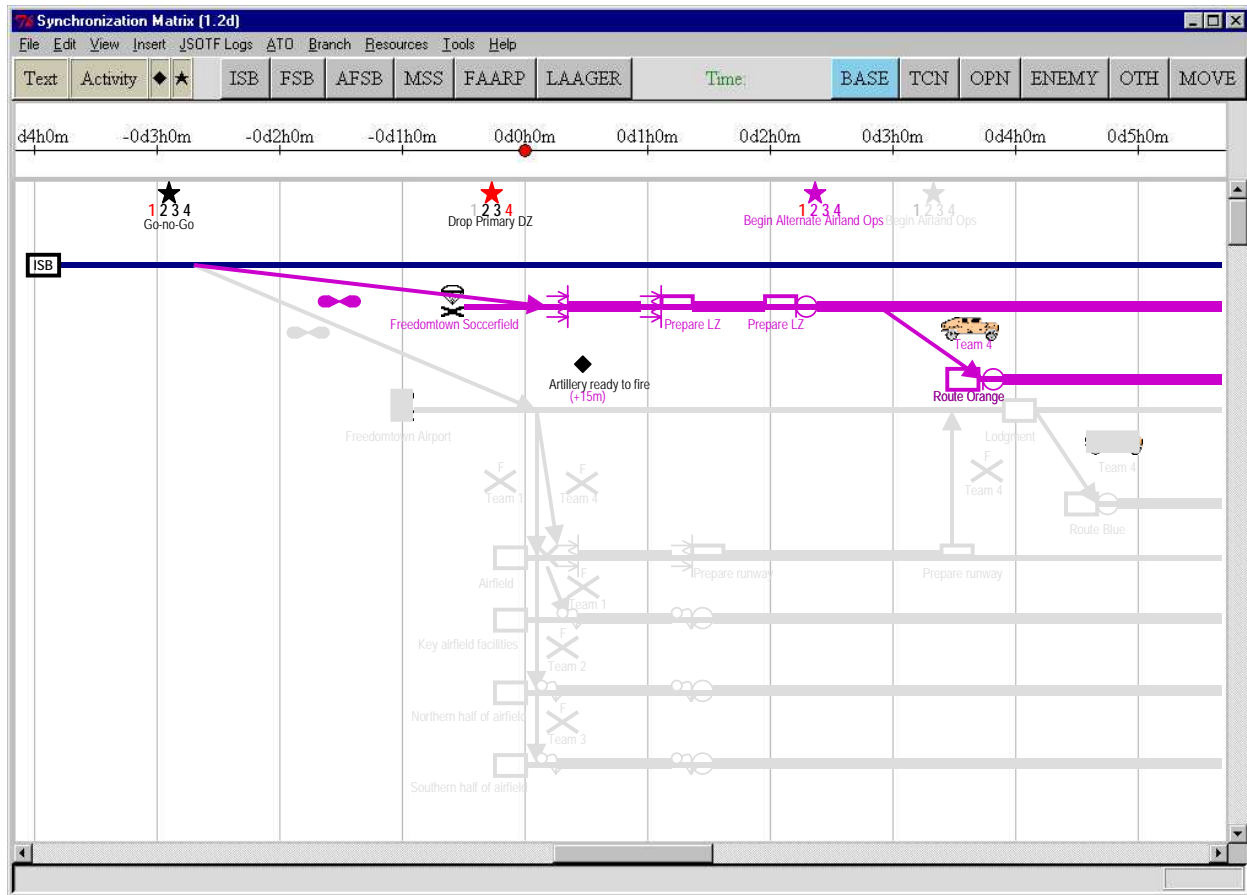 Synchronization Matrix (1.2d)
File Edit View Insert JSOTF Logs ATO Branch Resources Tools Help
Text Activity ISB FSB AFSB MSS FAARP LAAGER Time: BASE TCN OPN ENEMY OTH MOVE
d4h0m -0d3h0m -0d2h0m -0d1h0m 0d0h0m 0d1h0m 0d2h0m 0d3h0m 0d4h0m 0d5h0m
1 2 3 4 1 2 3 4 1 2 3 4 1 2 3 4
Go-no-Go Drop Primary DZ Begin Alternate Airland Ops Begin Airland Ops
ISB
Freedomtown Soccerfield Prepare LZ Prepare LZ
Team 4
Artillery ready to fire
(+15m)
Route Orange
Freedomtown Airport Lodgment
F F F
Team 1 Team 4 Team 4 Team 4
Route Blue
Airfield Prepare runway Prepare runway
F
Team 1
Key airfield facilities
F
Team 2
Northern half of airfield
F
Team 3
Southern half of airfield